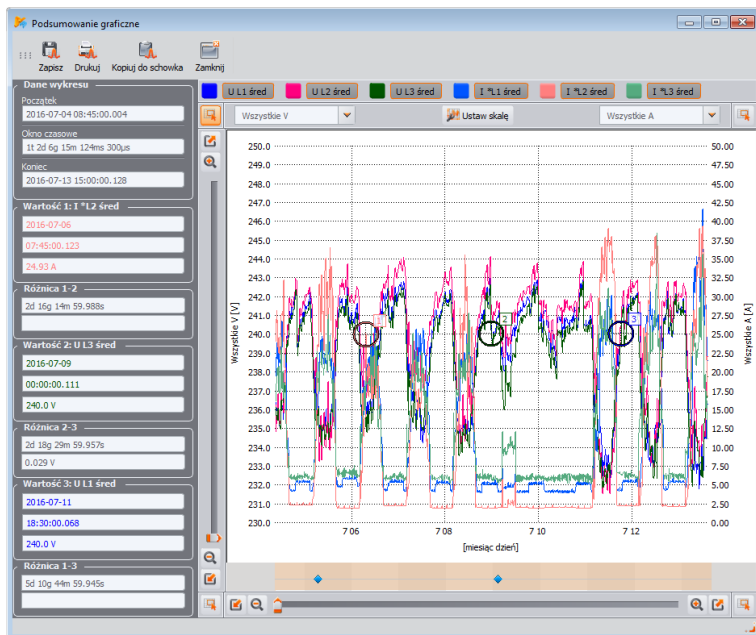 Podsumowanie graficzne
Zapisz Drukuj Kopiuj do schowka Zamknij
Dane wykresu
Początek
2016-07-04 08:45:00.004
Okno czasowe
1t 2d 6g 15m 124ms 300µs
Koniec
2016-07-13 15:00:00.128
Wartość 1: I *L2 śred
2016-07-06
07:45:00.123
24.93 A
Różnica 1-2
2d 16g 14m 59.988s
Wartość 2: U L3 śred
2016-07-09
00:00:00.111
240.0 V
Różnica 2-3
2d 18g 29m 59.957s
0.029 V
Wartość 3: U L1 śred
2016-07-11
18:30:00.068
240.0 V
Różnica 1-3
5d 10g 44m 59.945s
U L1 śred U L2 śred U L3 śred I *L1 śred I *L2 śred I *L3 śred
Wszystkie V Ustaw skalę Wszystkie A
Wszystkie V [V]
250.0
249.0
248.0
247.0
246.0
245.0
244.0
243.0
242.0
241.0
240.0
239.0
238.0
237.0
236.0
235.0
234.0
233.0
232.0
231.0
230.0
2
3
50.00
47.50
45.00
42.50
40.00
37.50
35.00
32.50
30.00
27.50
25.00
22.50
20.00
17.50
15.00
12.50
10.00
7.50
5.00
2.50
0.00
Wszystkie A [A]
7 06 7 08 7 10 7 12
[miesiąc dzień]